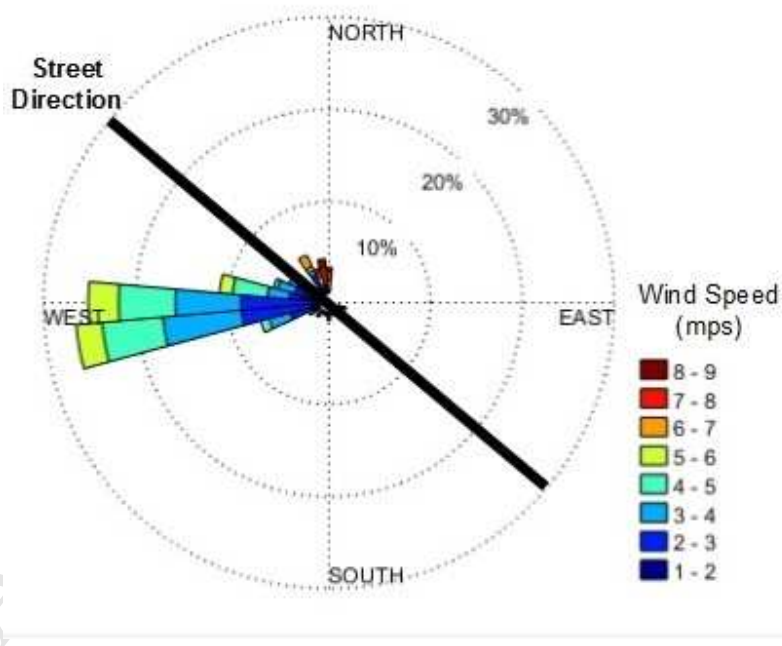 NORTH
Street
Direction
30%
20%
10%
WEST
EAST
Wind Speed
(mps)
8 - 9
7 - 8
6 - 7
5 - 6
4 - 5
3 - 4
2 - 3
1 - 2
SOUTH